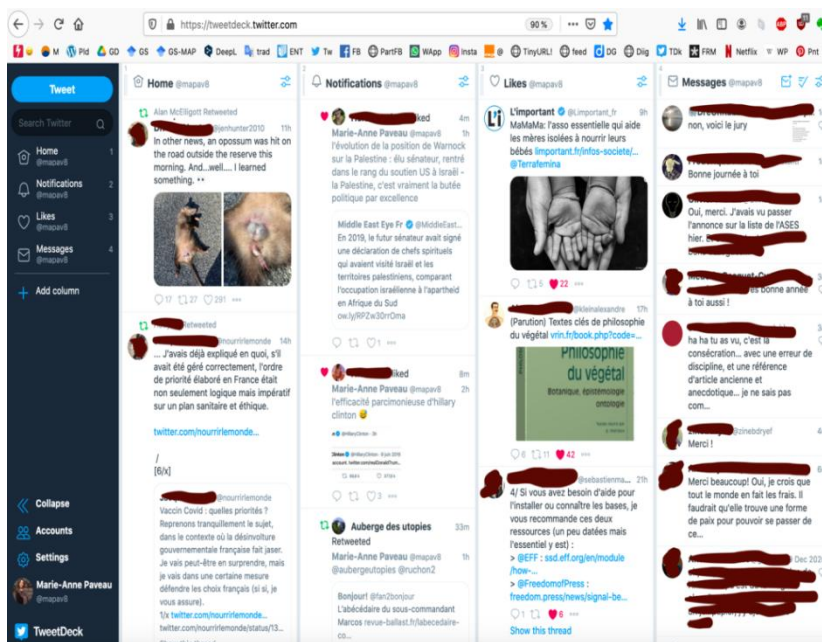 https://tweetdeck.twitter.com
90 %
M
Pld
GD
GS
GS-MAP
DeepL
trad
ENT
Tw
FB
PartFB
WApp
Insta
@
TinyURL!
feed
DG
Diig
TDk
FRM
Netflix
WP
Pnt
Tweet
Search Twitter
Home 1
@mapav8
Notifications 2
@mapav8
Likes 3
@mapav8
Messages 4
@mapav8
Add column
Collapse
Accounts
Settings
Marie-Anne Paveau
@mapav8
TweetDeck
1
Home @mapav8
Alan McElligott Retweeted
@jenhunter2010 11h
In other news, an opossum was hit on
the road outside the reserve this
morning. And...well.... I learned
something.
17 27 291
Retweeted
@nourrirlemonde 14h
... J'avais déjà expliqué en quoi, s'il
avait été géré correctement, l'ordre
de priorité élaboré en France était
non seulement logique mais impératif
sur un plan sanitaire et éthique.
twitter.com/nourrirlemonde...
/
[6/x]
@nourrirlemonde
Vaccin Covid : quelles priorités ?
Reprenons tranquillement le sujet,
dans le contexte où la désinvolture
gouvernementale française fait jaser.
Je vais peut-être en surprendre, mais
je vais dans une certaine mesure
défendre les choix français (si si, je
vous assure).
1/x twitter.com/nourrirlemonde...
twitter.com/nourrirlemonde/status/13...
2
Notifications @mapav8
liked 4m
Marie-Anne Paveau @mapav8 1h
l'évolution de la position de Warnock
sur la Palestine : élu sénateur, rentré
dans le rang du soutien US à Israël -
la Palestine, c'est vraiment la butée
politique par excellence
Middle East Eye Fr @MiddleEast...
En 2019, le futur sénateur avait signé
une déclaration de chefs spirituels
qui avaient visité Israël et les
territoires palestiniens, comparant
l'occupation israélienne à l'apartheid
en Afrique du Sud
ow.ly/RPZw30rrOma
1
liked 8m
Marie-Anne Paveau @mapav8 2h
l'efficacité parcimonieuse d'hillary
clinton
3
Auberge des utopies 33m
Retweeted
Marie-Anne Paveau @mapav8 1h
@aubergeutopies @ruchon2
Bonjour! @fan2bonjour
L'abécédaire du sous-commandant
Marcos revue-ballast.fr/labecedaire-
co...
3
Likes @mapav8
L'important @Limportant_fr 9h
MaMaMa: l'asso essentielle qui aide
les mères isolées à nourrir leurs
bébés limportant.fr/infos-societe/...
@Terrafemina
5 22
@kleinalexandre 17h
(Parution) Textes clés de philosophie
du végétal vrin.fr/book.php?code=...
Philosophie
du végétal
Botanique, épistémologie
ontologie
6 11 42
@sebastienma... 21h
4/ Si vous avez besoin d'aide pour
l'installer ou connaître les bases, je
vous recommande ces deux
ressources (un peu datées mais
l'essentiel y est) :
> @EFF : ssd.eff.org/en/module
/how-...
> @FreedomofPress :
freedom.press/news/signal-be...
1 6
Show this thread
4
Messages @mapav8
non, voici le jury
Bonne journée à toi
Oui, merci. J'avais vu passer
l'annonce sur la liste de l'ASES
hier.
bonne année
à toi aussi !
ha ha tu as vu, c'est la
consécration... avec une erreur de
discipline, et une référence
d'article ancienne et
anecdotique... je ne sais pas
com...
@zinebdryef
Merci !
Merci beaucoup! Oui, je crois que
tout le monde en fait les frais. Il
faudrait qu'elle trouve une forme
de paix pour pouvoir se passer de
ce...